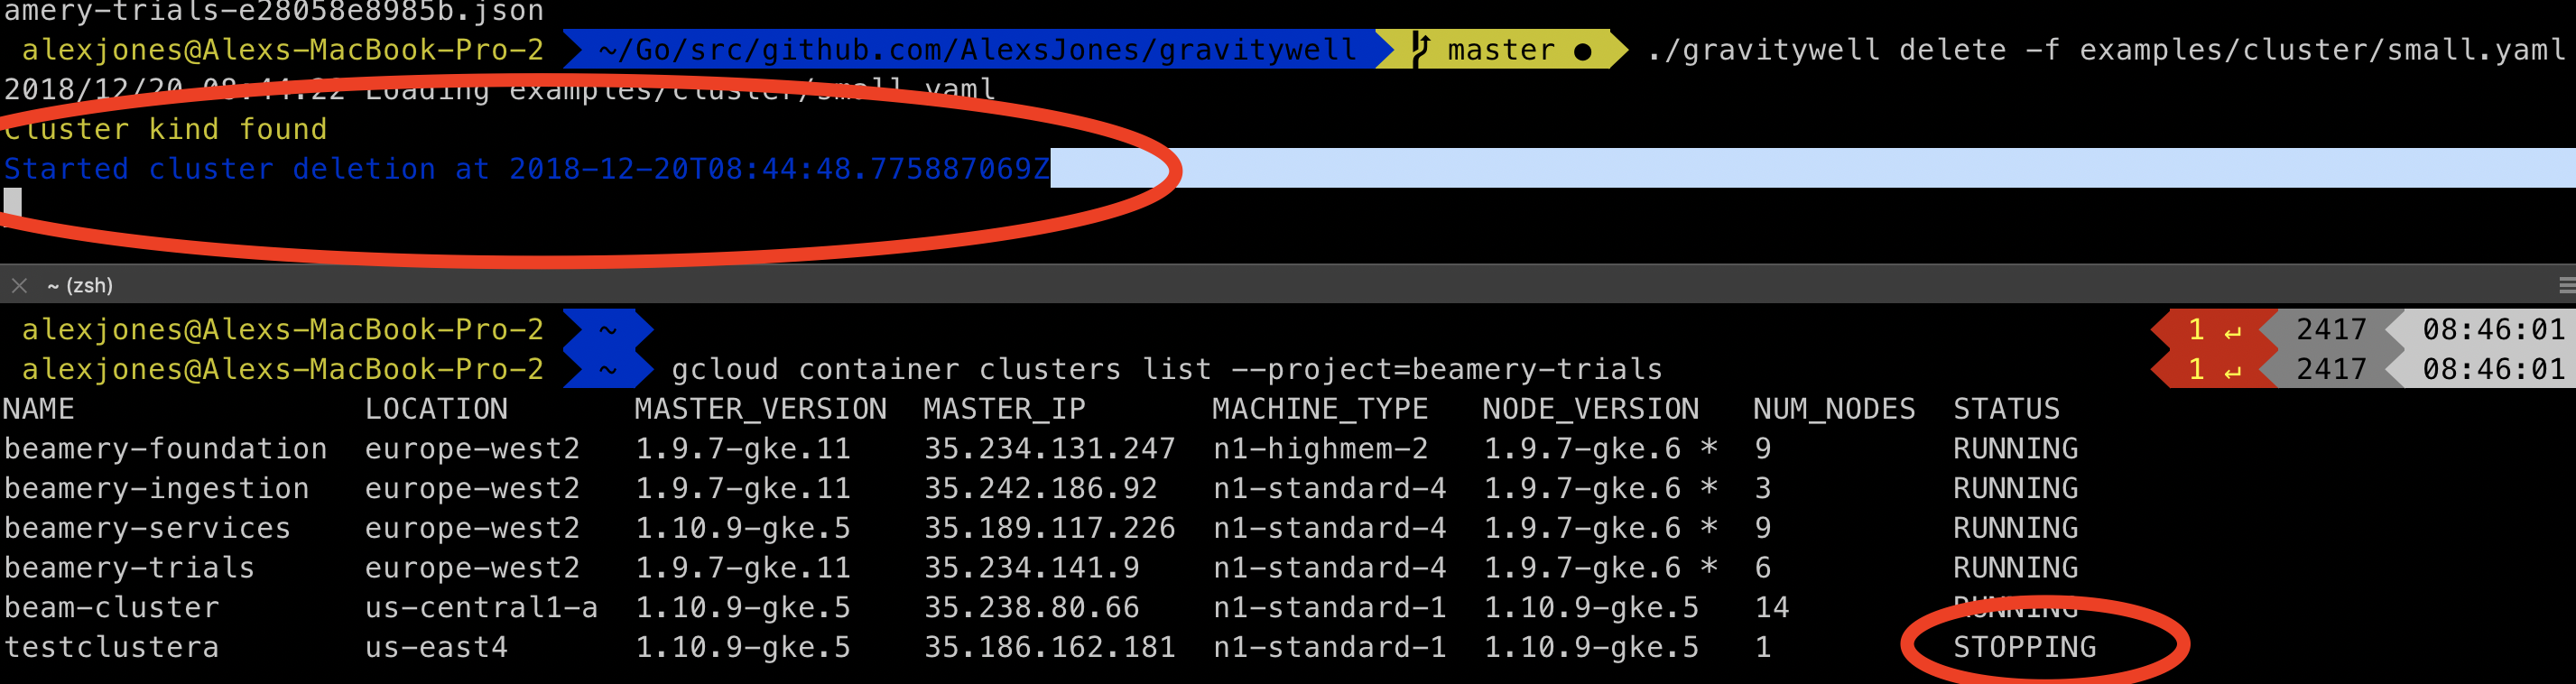 amery-trials-e28058e8985b.json
alexjones@Alexs-MacBook-Pro-2 ~/Go/src/github.com/AlexsJones/gravitywell master ● ./gravitywell delete -f examples/cluster/small.yaml
2018/12/20 08:44:22 Loading examples/cluster/small.yaml
Cluster kind found
Started cluster deletion at 2018-12-20T08:44:48.775887069Z
~ (zsh)
alexjones@Alexs-MacBook-Pro-2 ~ 1 ↵ 2417 08:46:01
alexjones@Alexs-MacBook-Pro-2 ~ gcloud container clusters list --project=beamery-trials 1 ↵ 2417 08:46:01
NAME LOCATION MASTER_VERSION MASTER_IP MACHINE_TYPE NODE_VERSION NUM_NODES STATUS
beamery-foundation europe-west2 1.9.7-gke.11 35.234.131.247 n1-highmem-2 1.9.7-gke.6 * 9 RUNNING
beamery-ingestion europe-west2 1.9.7-gke.11 35.242.186.92 n1-standard-4 1.9.7-gke.6 * 3 RUNNING
beamery-services europe-west2 1.10.9-gke.5 35.189.117.226 n1-standard-4 1.9.7-gke.6 * 9 RUNNING
beamery-trials europe-west2 1.9.7-gke.11 35.234.141.9 n1-standard-4 1.9.7-gke.6 * 6 RUNNING
beam-cluster us-central1-a 1.10.9-gke.5 35.238.80.66 n1-standard-1 1.10.9-gke.5 14 RUNNING
testclustera us-east4 1.10.9-gke.5 35.186.162.181 n1-standard-1 1.10.9-gke.5 1 STOPPING